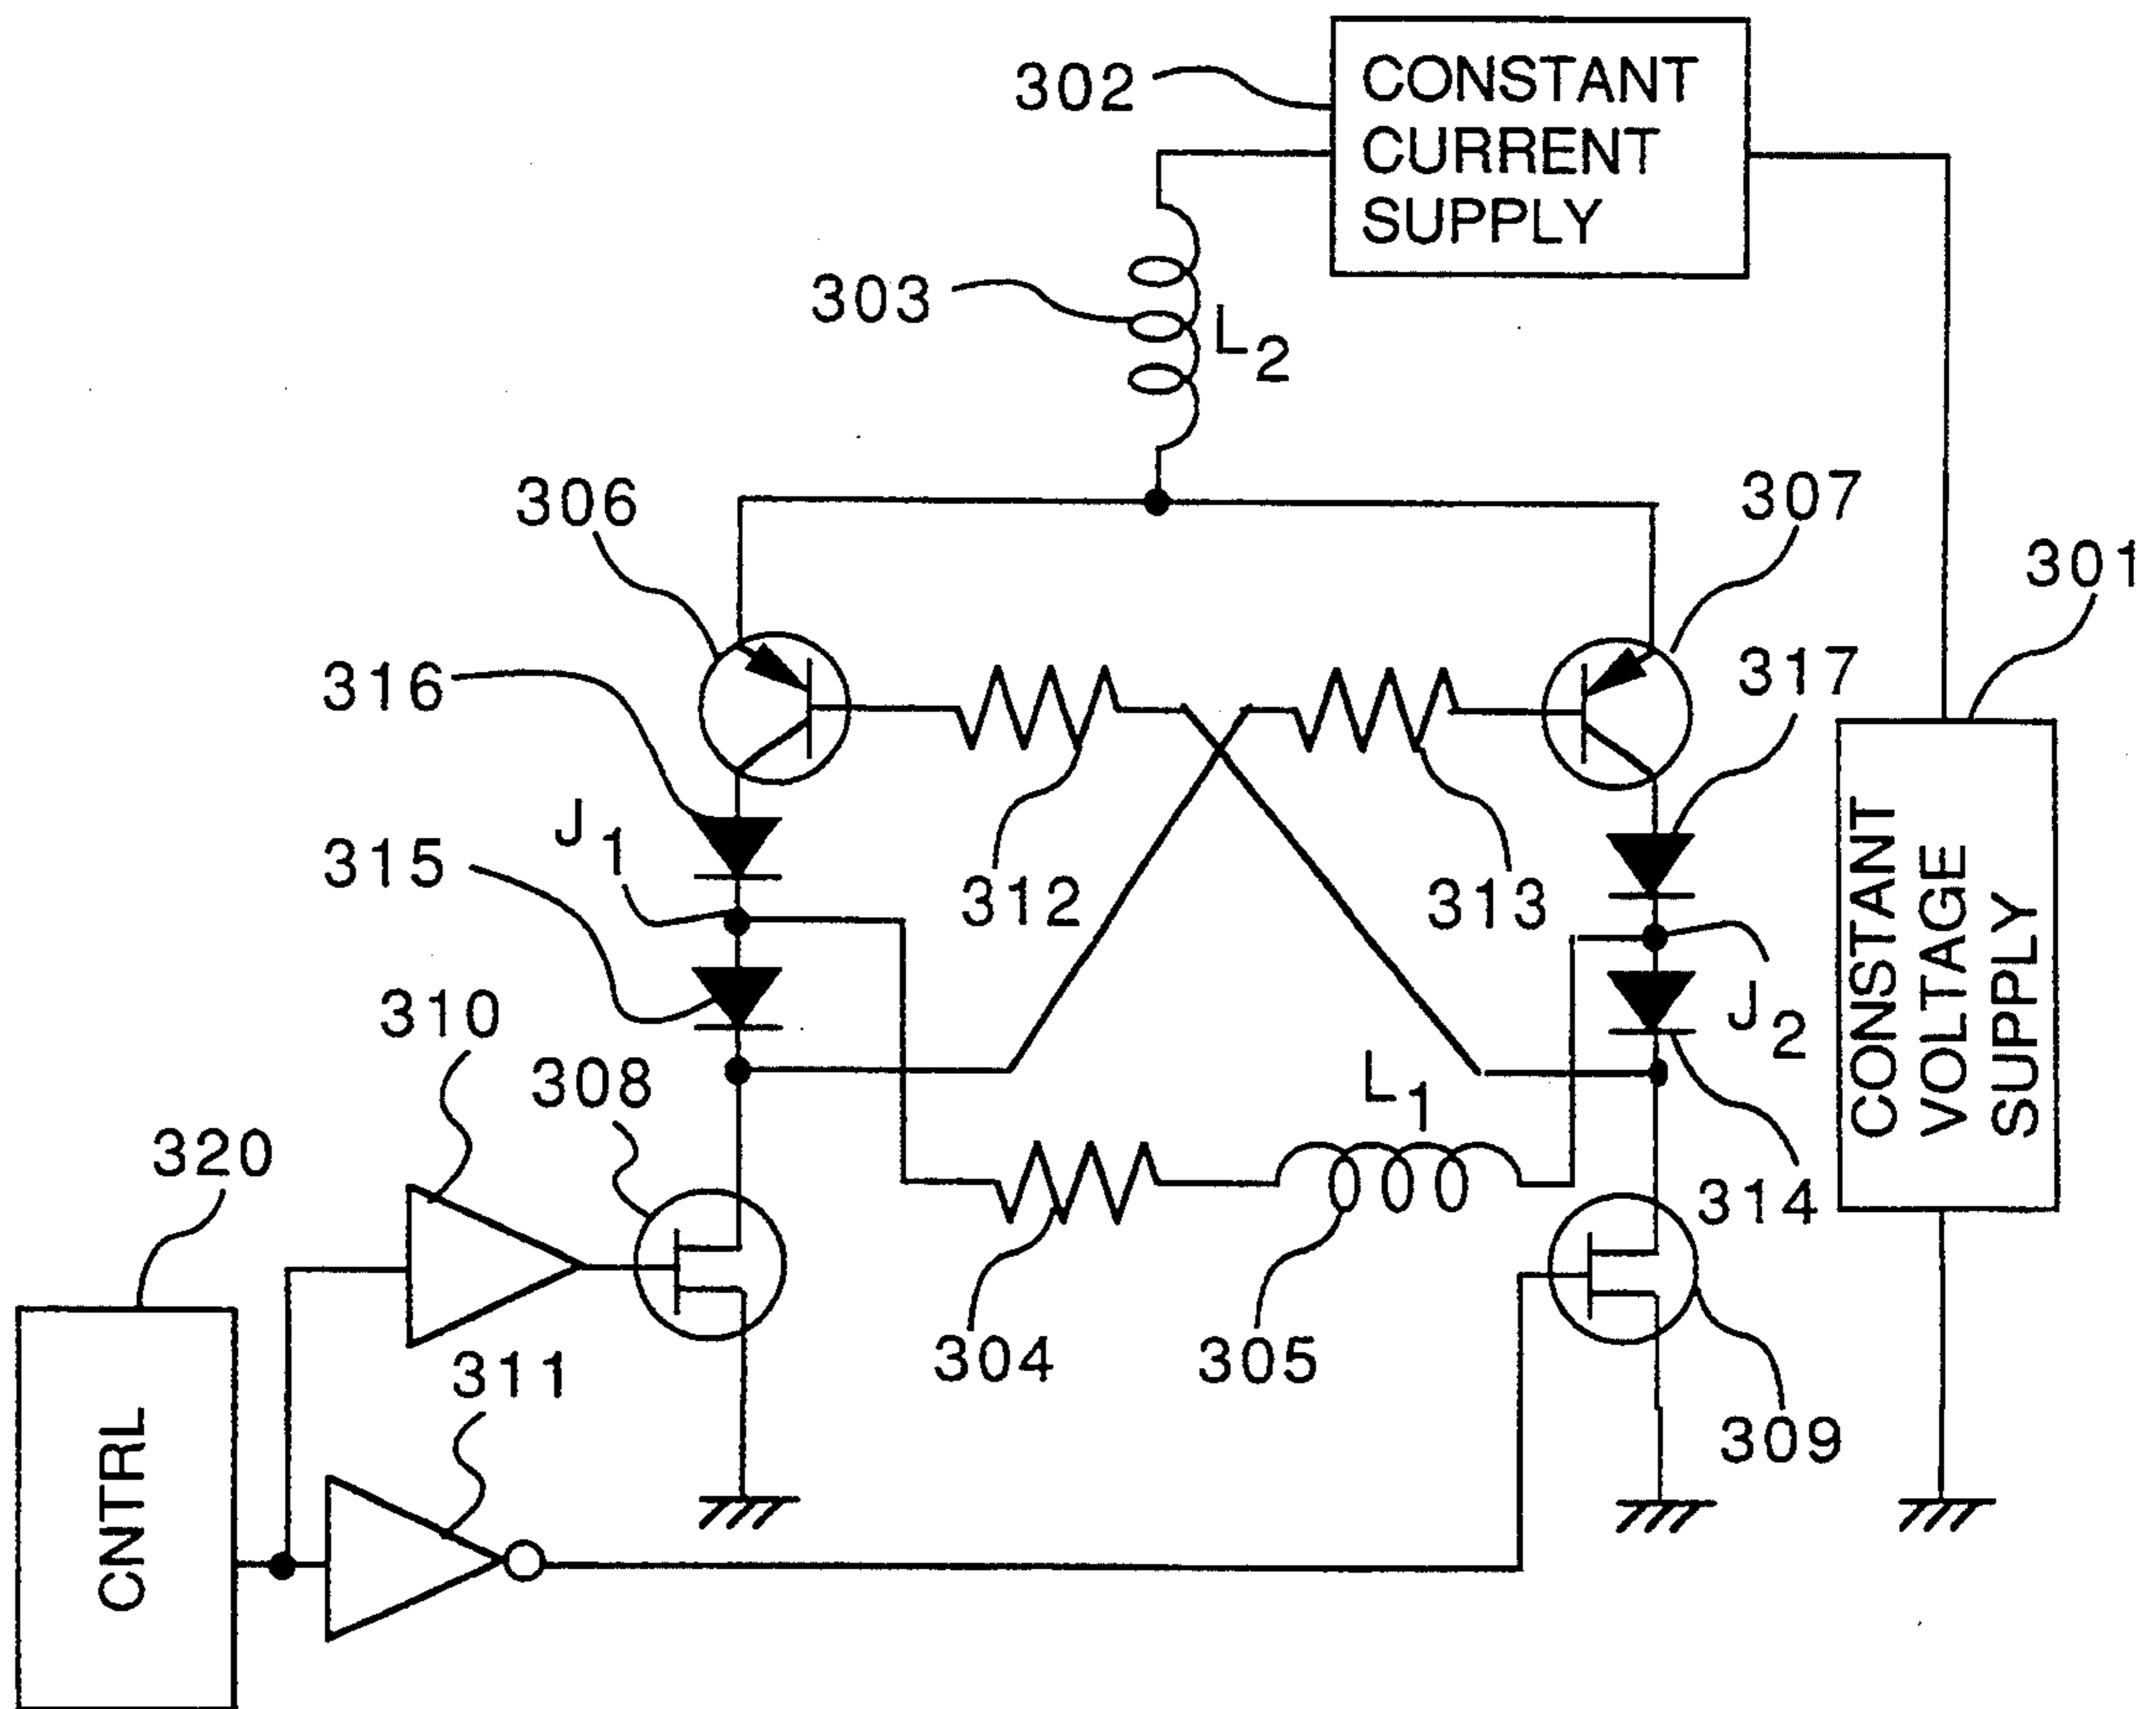 302
CONSTANT
CURRENT
SUPPLY
303
L2
306
307
301
316
317
J1
315
312
313
310
308
J2
CONSTANT
VOLTAGE
SUPPLY
L1
320
314
304
305
311
309
CNTRL